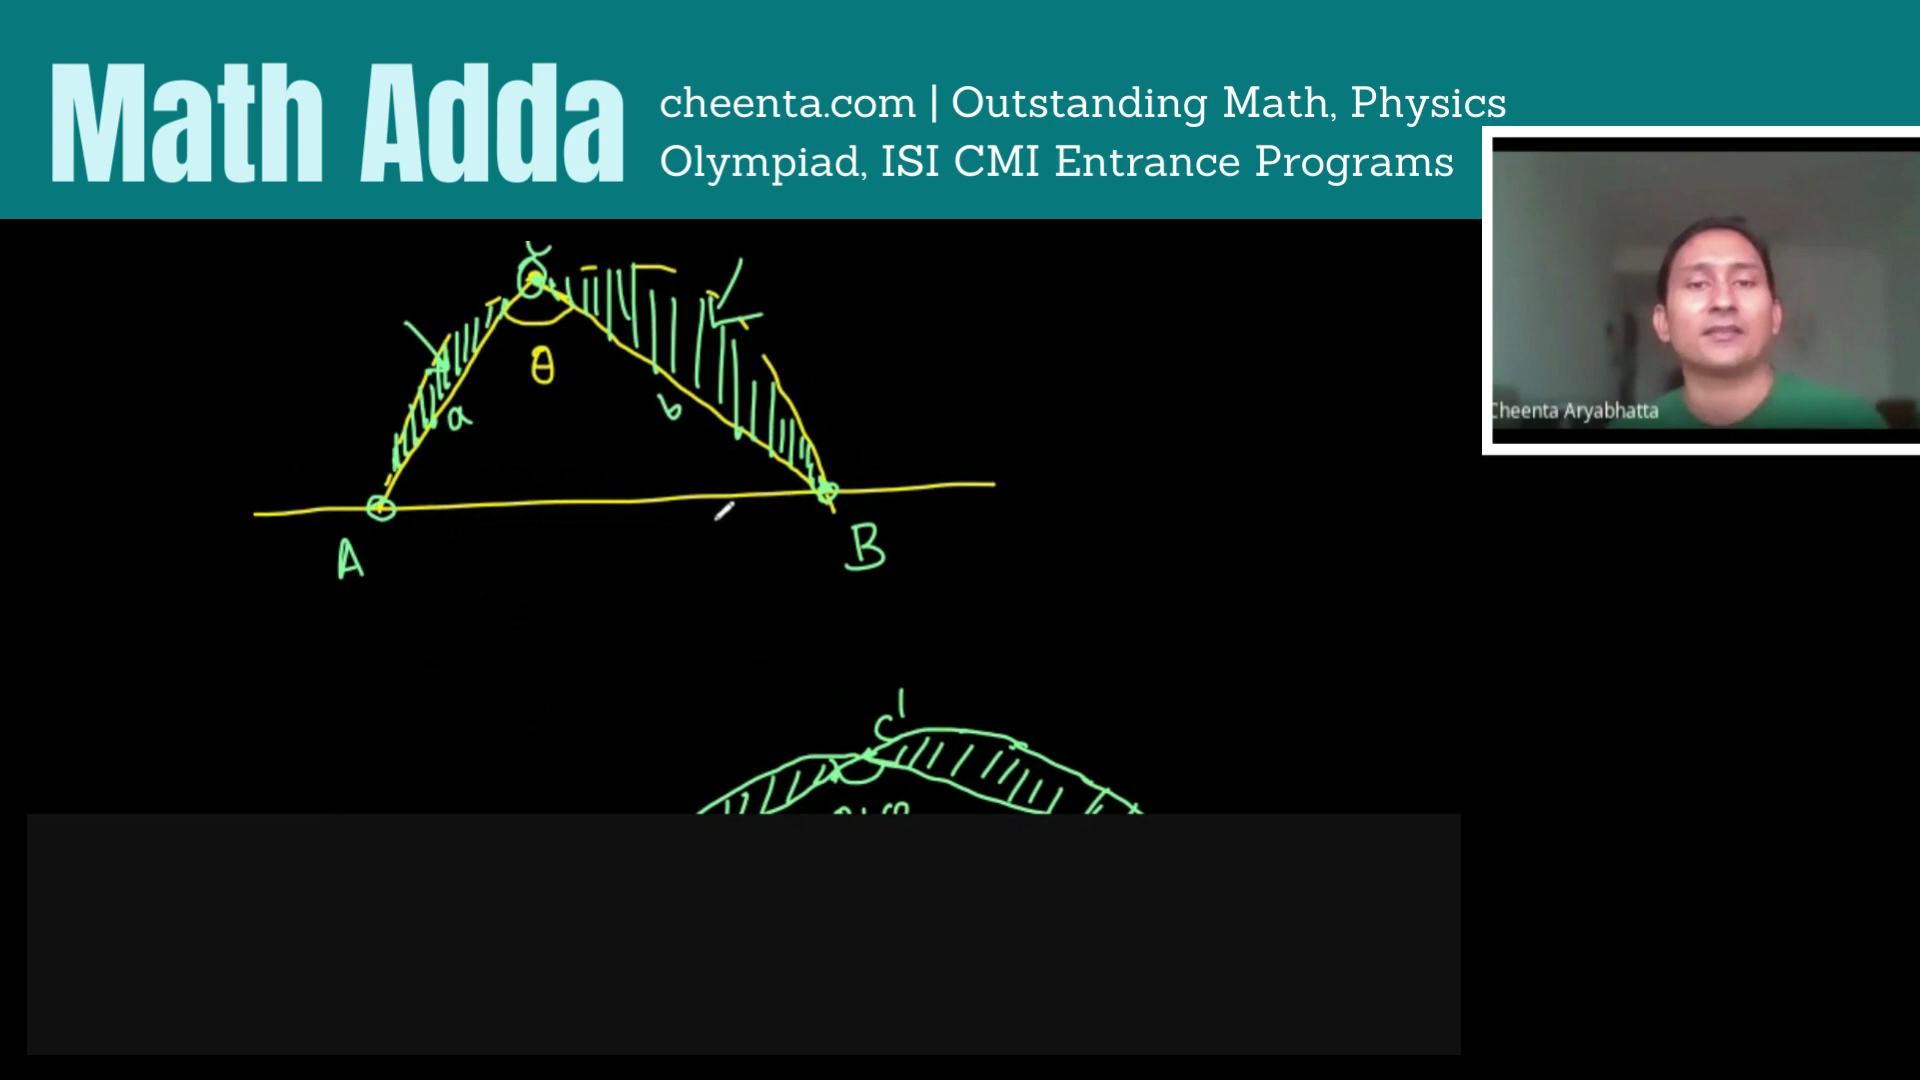 Math Adda
cheenta.com | Outstanding Math, Physics
Olympiad, ISI CMI Entrance Programs
Cheenta Aryabhatta
θ
a
b
A
B
C'